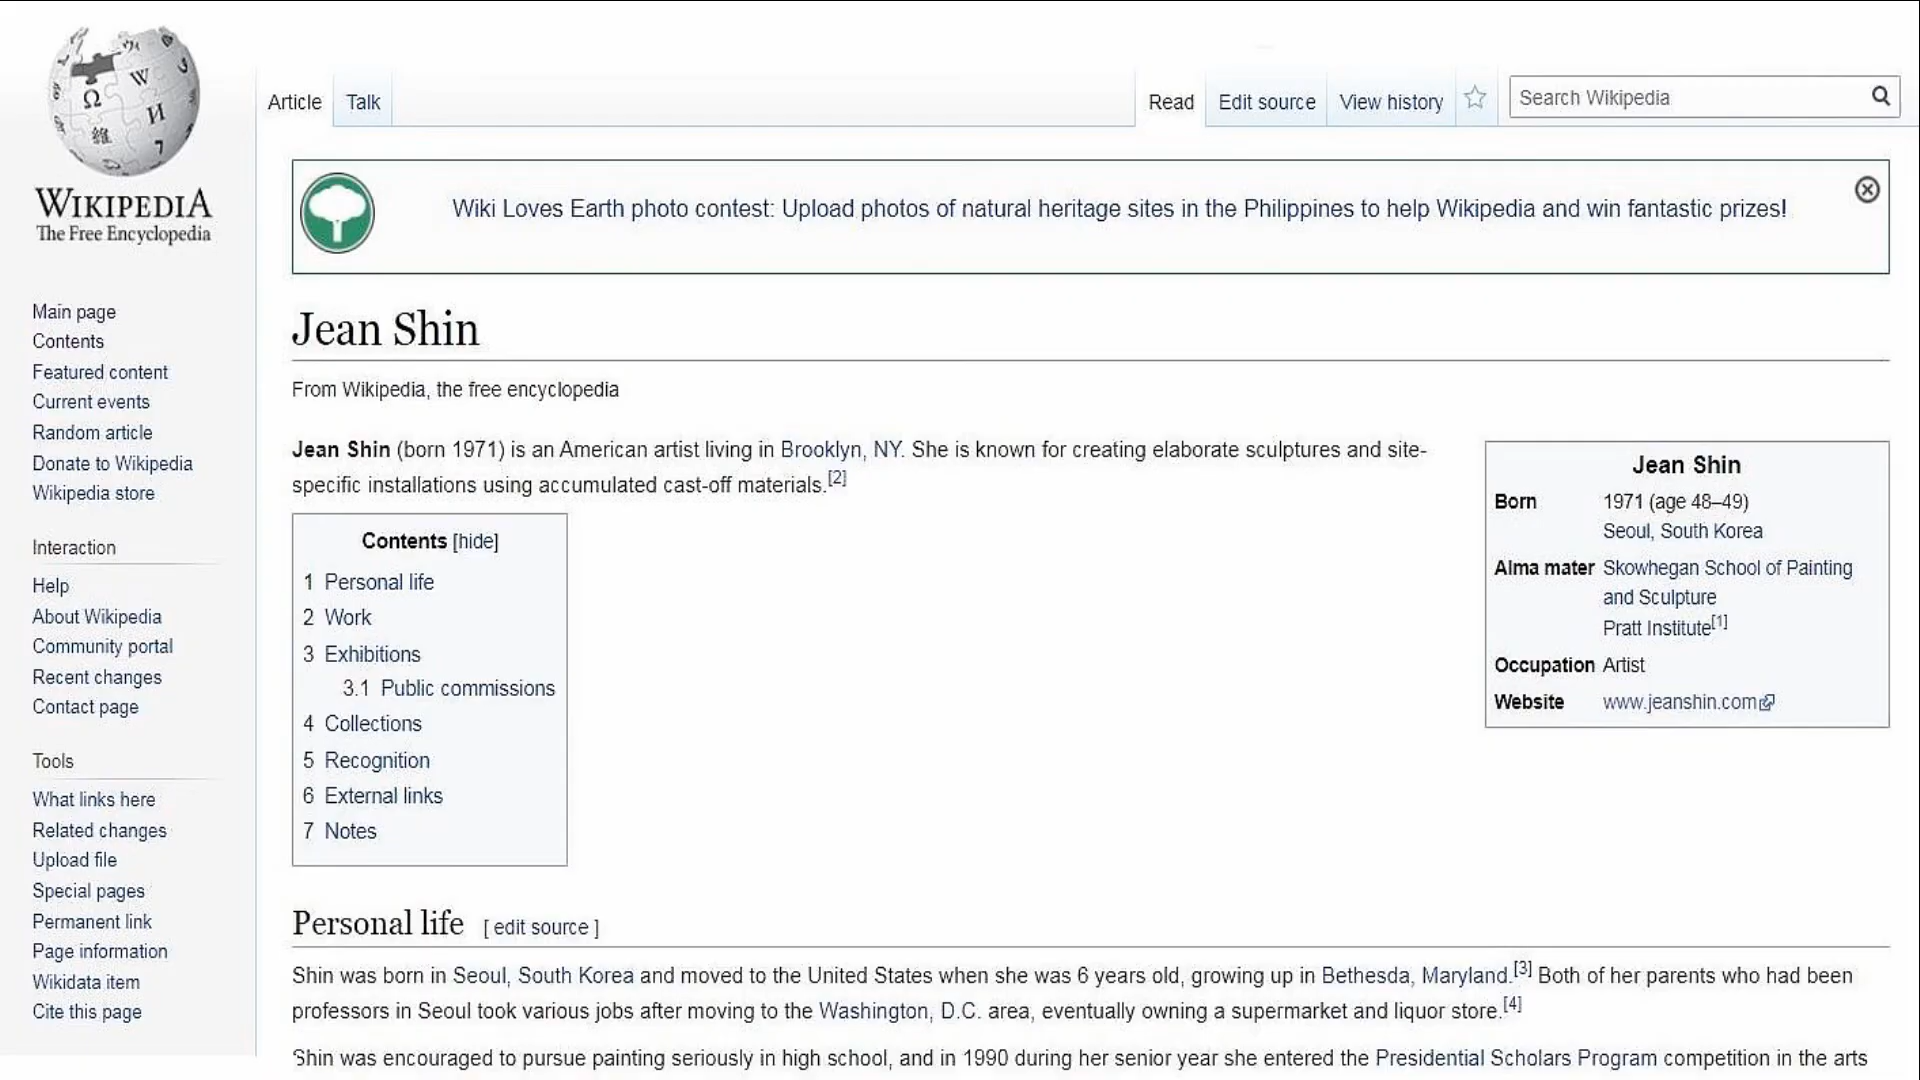 WIKIPEDIA
The Free Encyclopedia
Main page
Contents
Featured content
Current events
Random article
Donate to Wikipedia
Wikipedia store
Interaction
Help
About Wikipedia
Community portal
Recent changes
Contact page
Tools
What links here
Related changes
Upload file
Special pages
Permanent link
Page information
Wikidata item
Cite this page
Article Talk Read Edit source View history Search Wikipedia
Wiki Loves Earth photo contest: Upload photos of natural heritage sites in the Philippines to help Wikipedia and win fantastic prizes!
Jean Shin
From Wikipedia, the free encyclopedia
Jean Shin (born 1971) is an American artist living in Brooklyn, NY. She is known for creating elaborate sculptures and site-
specific installations using accumulated cast-off materials.[2]
Contents [hide]
1 Personal life
2 Work
3 Exhibitions
3.1 Public commissions
4 Collections
5 Recognition
6 External links
7 Notes
Jean Shin
Born 1971 (age 48–49)
Seoul, South Korea
Alma mater Skowhegan School of Painting
and Sculpture
Pratt Institute[1]
Occupation Artist
Website www.jeanshin.com
Personal life [ edit source ]
Shin was born in Seoul, South Korea and moved to the United States when she was 6 years old, growing up in Bethesda, Maryland.[3] Both of her parents who had been
professors in Seoul took various jobs after moving to the Washington, D.C. area, eventually owning a supermarket and liquor store.[4]
Shin was encouraged to pursue painting seriously in high school, and in 1990 during her senior year she entered the Presidential Scholars Program competition in the arts